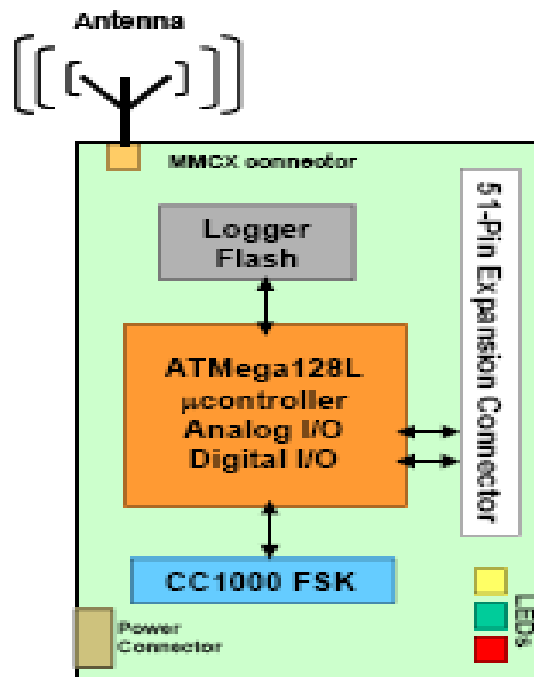 Antenna
MMCX connector
Logger
Flash
51-Pin Expansion Connector
ATMega128L
μcontroller
Analog I/O
Digital I/O
CC1000 FSK
Power
Connector
LEDs